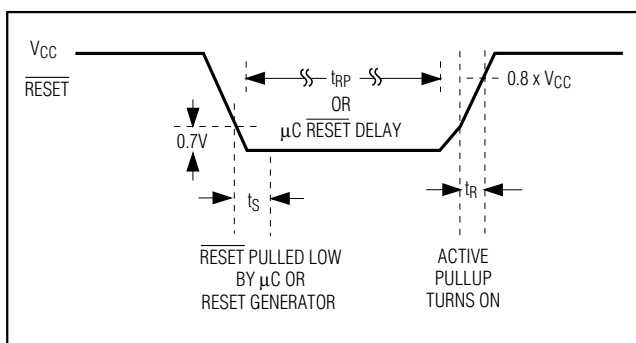 VCC
RESET
tRP
OR
μC RESET DELAY
0.8 x VCC
0.7V
tS
tR
RESET PULLED LOW
BY μC OR
RESET GENERATOR
ACTIVE
PULLUP
TURNS ON